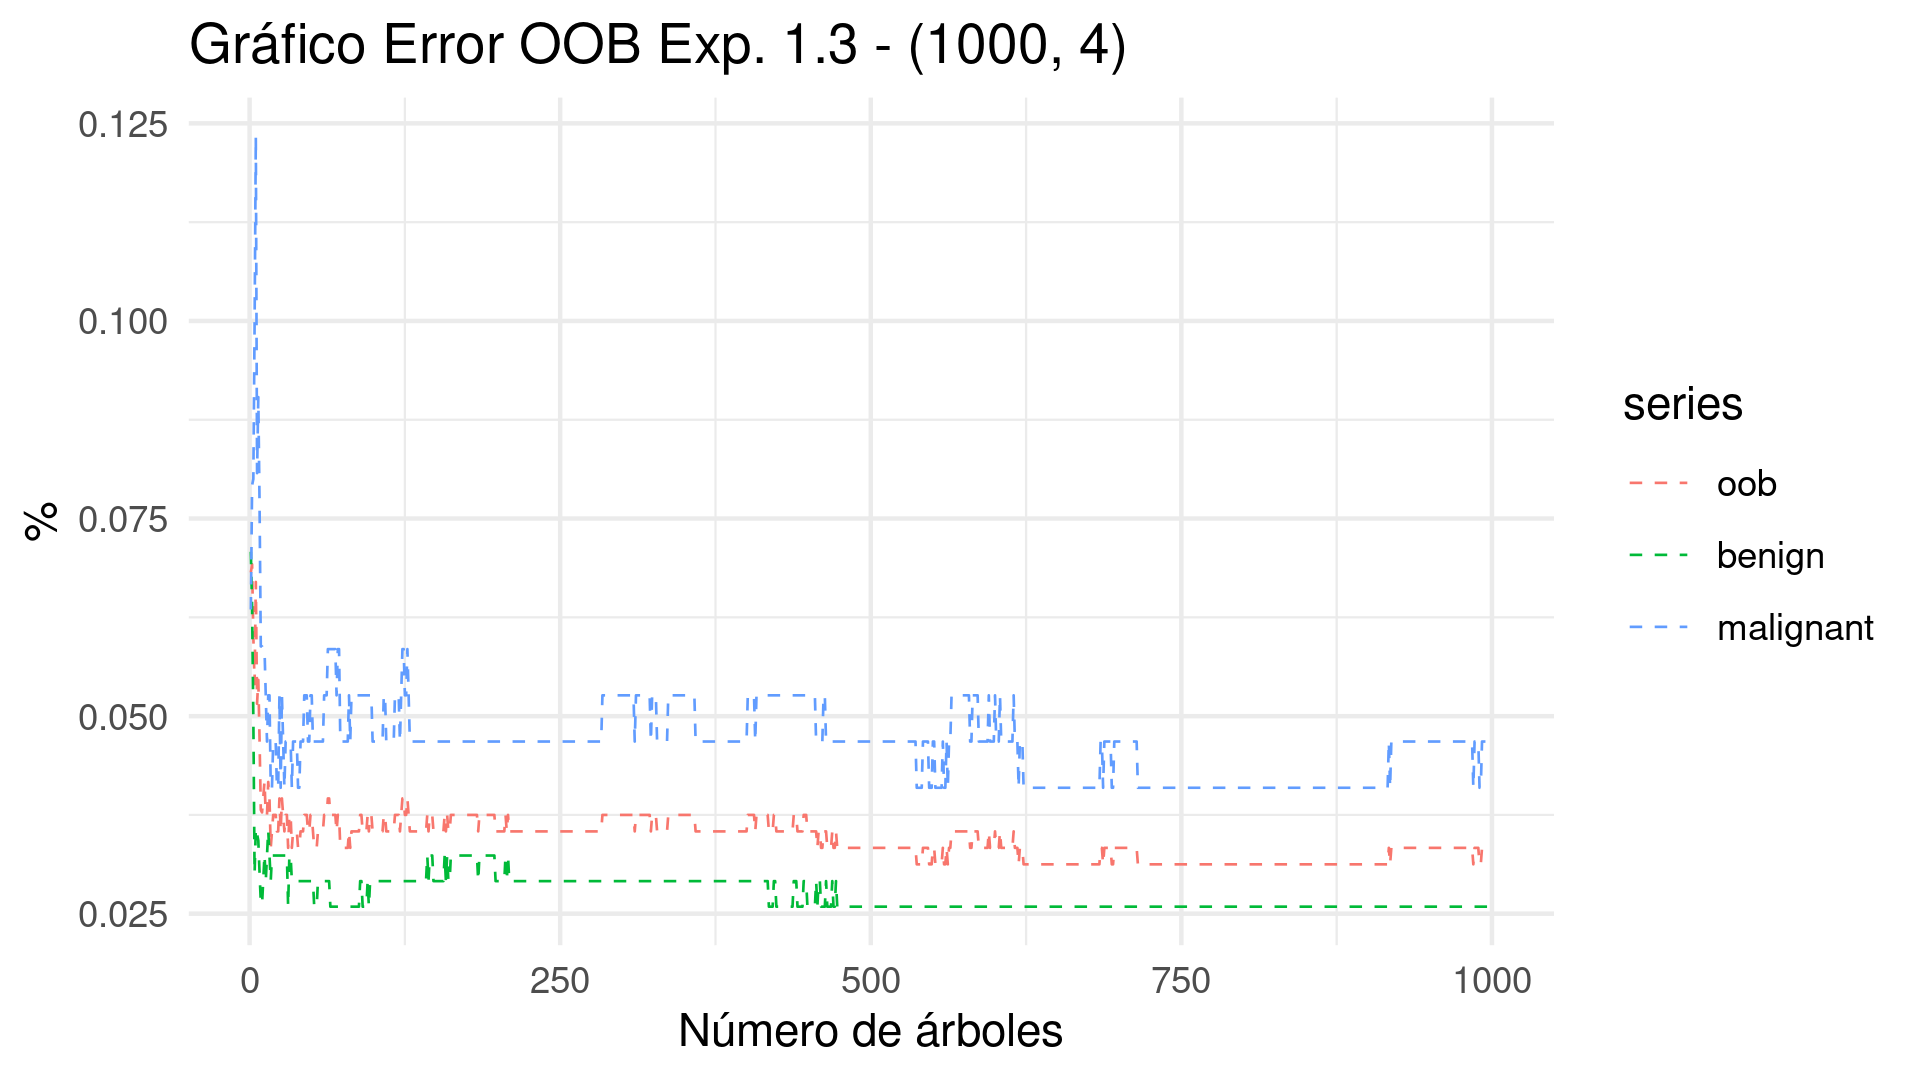 Gráfico Error OOB Exp. 1.3 - (1000, 4)
0.125
0.100
0.075
0.050
0.025
%
0 250 500 750 1000
Número de árboles
series
oob
benign
malignant